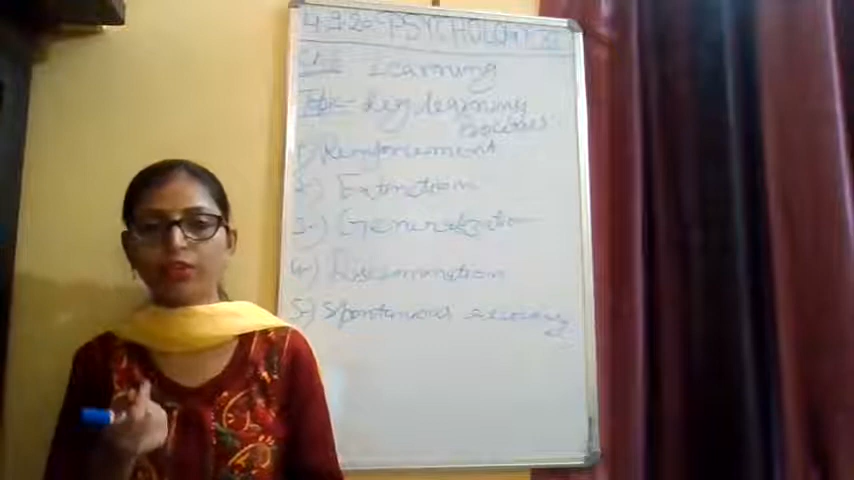 PSYCHOLOGY
Learning
Key learning
Processes
1) Reinforcement
2-) Extinction
3-) Generalization
4-) Discrimination
5-) Spontaneous recovery